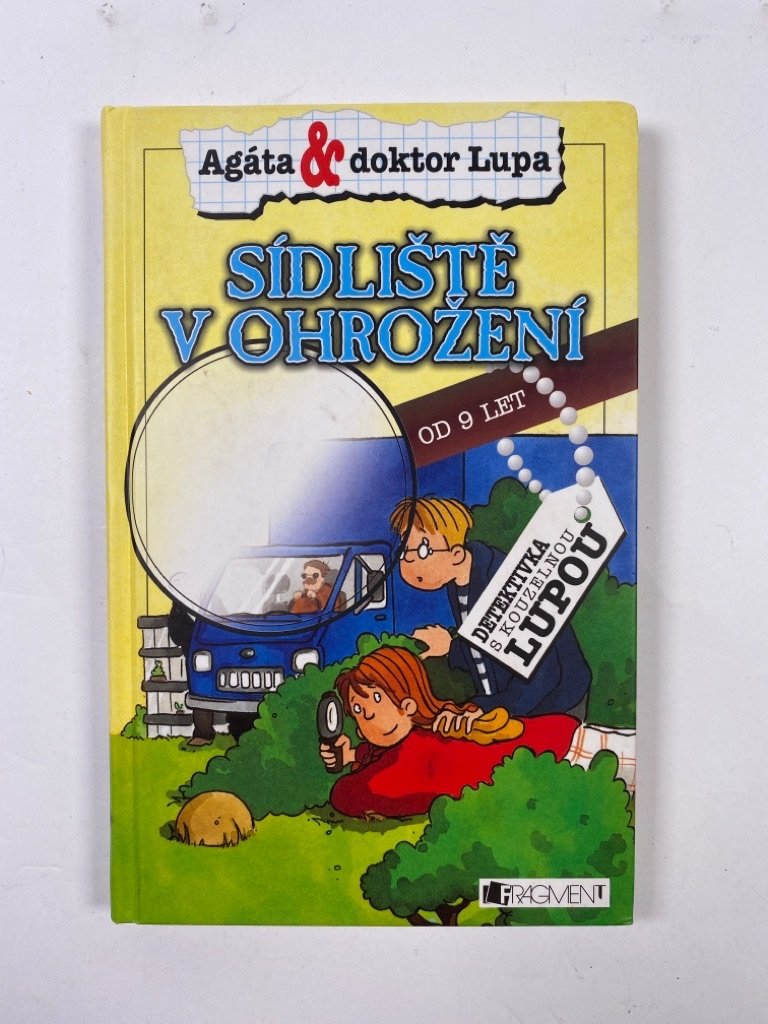 Agáta & doktor Lupa
SÍDLIŠTĚ
V OHROŽENÍ
OD 9 LET
DETEKTIVKA
S KOUZELNOU
LUPOU
FRAGMENT